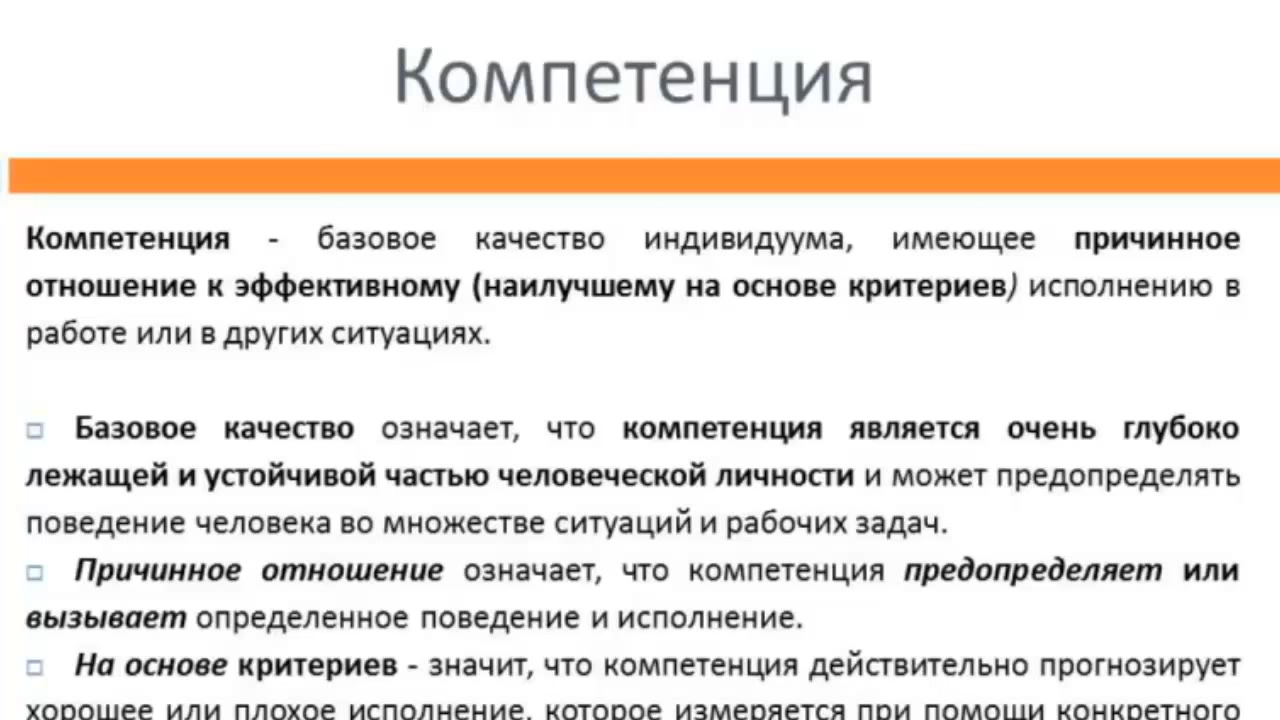 Компетенция
Компетенция - базовое качество индивидуума, имеющее причинное
отношение к эффективному (наилучшему на основе критериев) исполнению в
работе или в других ситуациях.
Базовое качество означает, что компетенция является очень глубоко
лежащей и устойчивой частью человеческой личности и может предопределять
поведение человека во множестве ситуаций и рабочих задач.
Причинное отношение означает, что компетенция предопределяет или
вызывает определенное поведение и исполнение.
На основе критериев - значит, что компетенция действительно прогнозирует
хорошее или плохое исполнение, которое измеряется при помощи конкретного